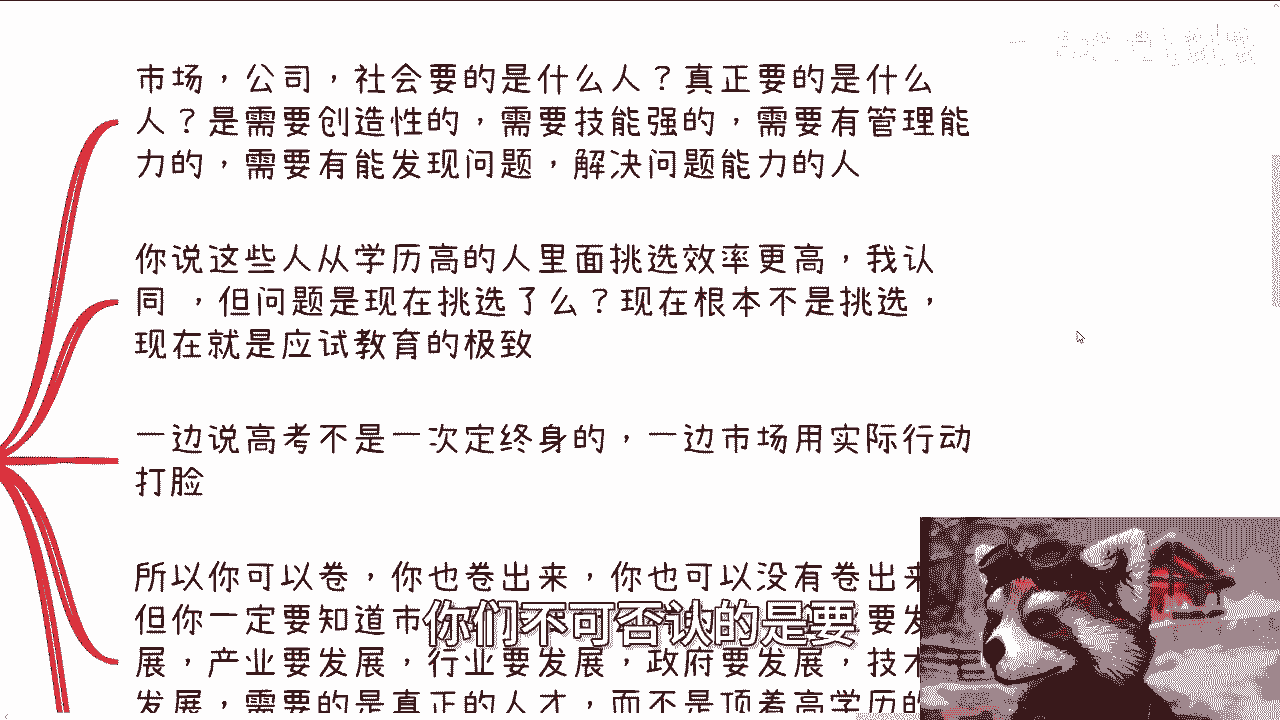 市场，公司，社会要的是什么人？真正要的是什么
人？是需要创造性的，需要技能强的，需要有管理能
力的，需要有能发现问题，解决问题能力的人
你说这些人从学历高的人里面挑选效率更高，我认
同 ，但问题是现在挑选了么？现在根本不是挑选，
现在就是应试教育的极致
一边说高考不是一次定终身的，一边市场用实际行动
打脸
所以你可以卷，你也卷出来，你也可以没有卷出来
但你一定要知道市
要发
你们不可否认的是要
展，产业要发展，行业要发展，政府要发展，技术
发展，需要的是真正的人才，而不是顶着高学历的